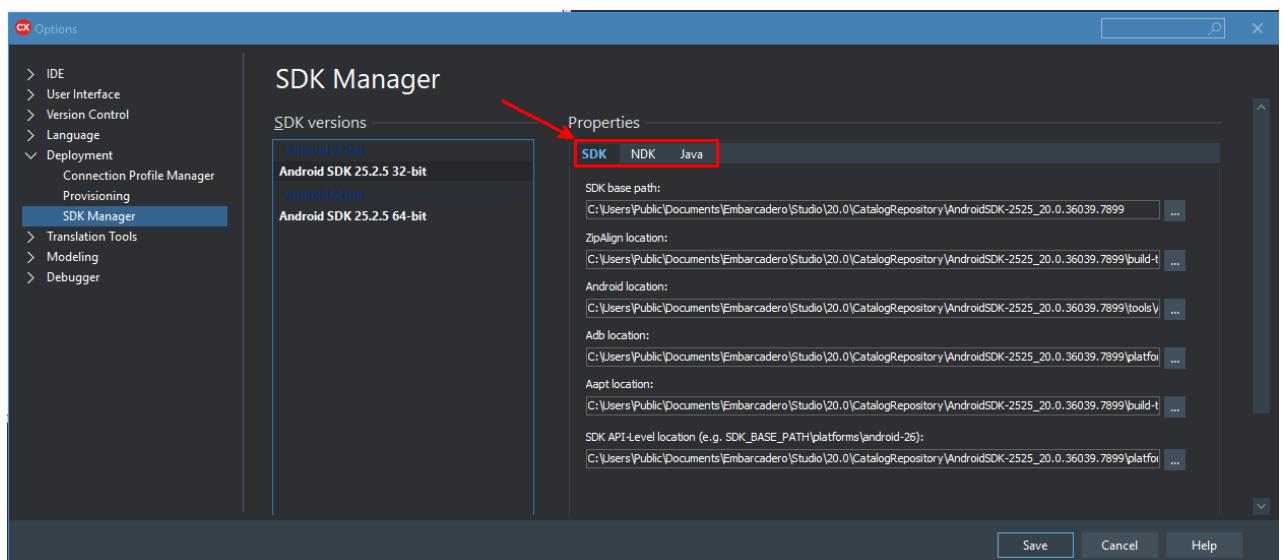 CX Options
IDE
User Interface
Version Control
Language
Deployment
Connection Profile Manager
Provisioning
SDK Manager
Translation Tools
Modeling
Debugger
SDK Manager
SDK versions
Android 32-bit
Android SDK 25.2.5 32-bit
Android 64-bit
Android SDK 25.2.5 64-bit
Properties
SDK NDK Java
SDK base path:
C:\Users\Public\Documents\Embarcadero\Studio\20.0\CatalogRepository\AndroidSDK-2525_20.0.36039.7899 ...
ZipAlign location:
C:\Users\Public\Documents\Embarcadero\Studio\20.0\CatalogRepository\AndroidSDK-2525_20.0.36039.7899\build-t ...
Android location:
C:\Users\Public\Documents\Embarcadero\Studio\20.0\CatalogRepository\AndroidSDK-2525_20.0.36039.7899\tools\ ...
Adb location:
C:\Users\Public\Documents\Embarcadero\Studio\20.0\CatalogRepository\AndroidSDK-2525_20.0.36039.7899\platfo ...
Aapt location:
C:\Users\Public\Documents\Embarcadero\Studio\20.0\CatalogRepository\AndroidSDK-2525_20.0.36039.7899\build-t ...
SDK API-Level location (e.g. SDK_BASE_PATH\platforms\android-26):
C:\Users\Public\Documents\Embarcadero\Studio\20.0\CatalogRepository\AndroidSDK-2525_20.0.36039.7899\platfo ...
Save Cancel Help